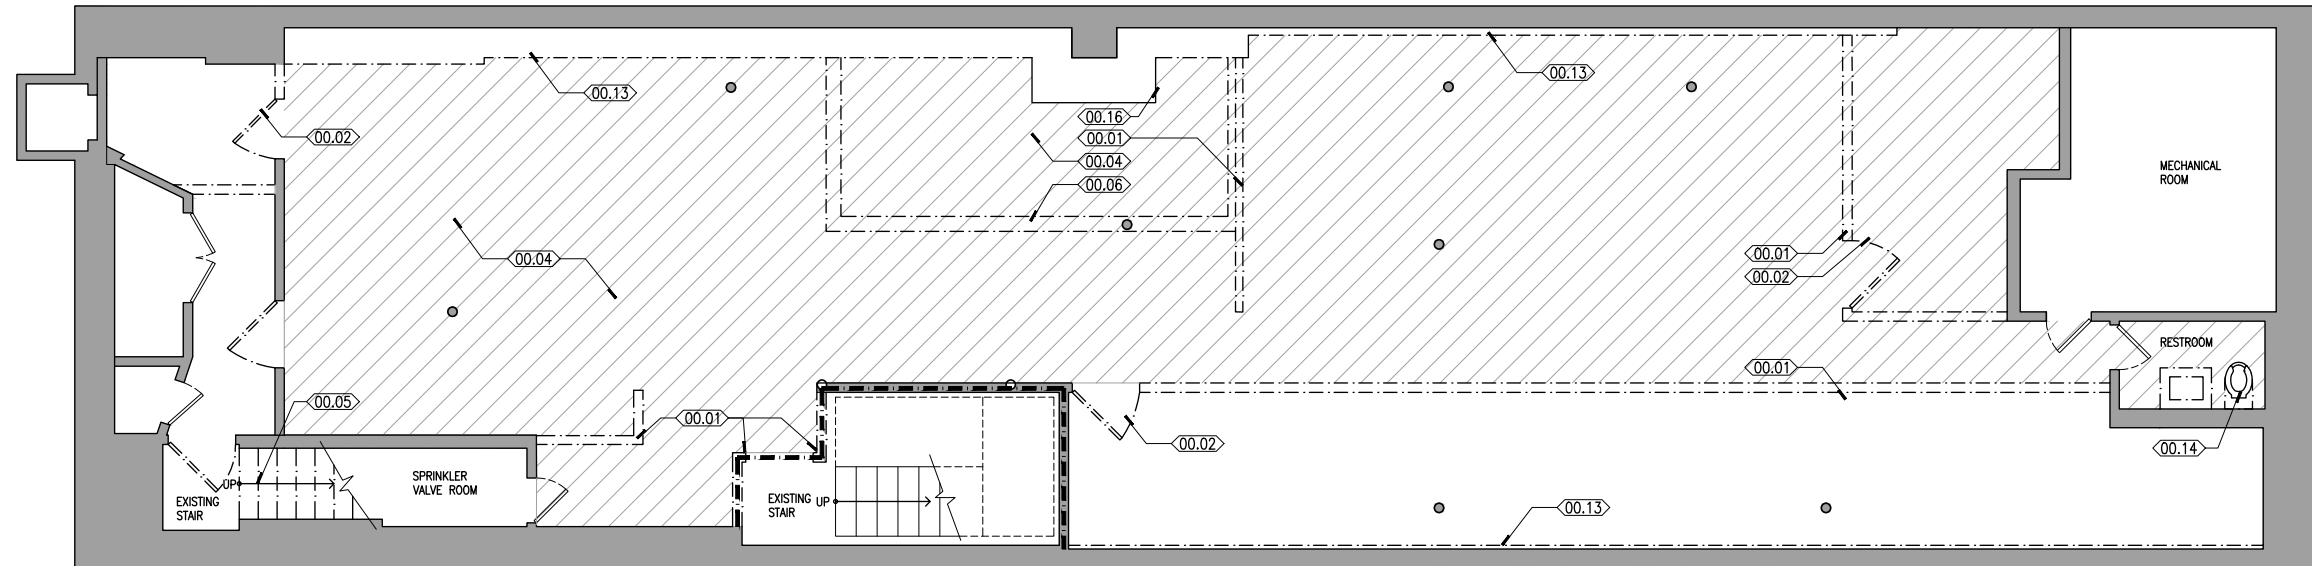 00.13
00.13
00.02
00.16
00.01
00.04
00.06
MECHANICAL
ROOM
00.04
00.01
00.02
RESTROOM
00.01
00.05
00.01
00.02
00.14
UP
SPRINKLER
VALVE ROOM
EXISTING
STAIR
EXISTING
STAIR
UP
00.13